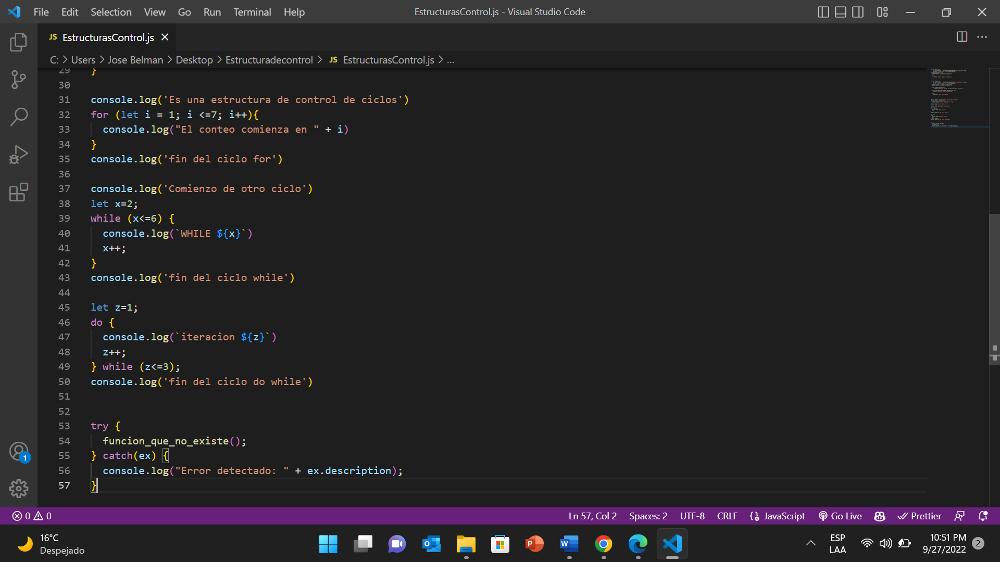 File Edit Selection View Go Run Terminal Help EstructurasControl.js - Visual Studio Code
JS EstructurasControl.js
C: > Users > Jose Belman > Desktop > Estructuradecontrol > JS EstructurasControl.js > ...
29 }
30
31 console.log('Es una estructura de control de ciclos')
32 for (let i = 1; i <=7; i++){
33 console.log("El conteo comienza en " + i)
34 }
35 console.log('fin del ciclo for')
36
37 console.log('Comienzo de otro ciclo')
38 let x=2;
39 while (x<=6) {
40 console.log(`WHILE ${x}`)
41 x++;
42 }
43 console.log('fin del ciclo while')
44
45 let z=1;
46 do {
47 console.log(`iteracion ${z}`)
48 z++;
49 } while (z<=3);
50 console.log('fin del ciclo do while')
51
52
53 try {
54 funcion_que_no_existe();
55 } catch(ex) {
56 console.log("Error detectado: " + ex.description);
57 }
1
0 0 Ln 57, Col 2 Spaces: 2 UTF-8 CRLF JavaScript Go Live Prettier
16°C
Despejado
ESP
LAA
10:51 PM
9/27/2022
2